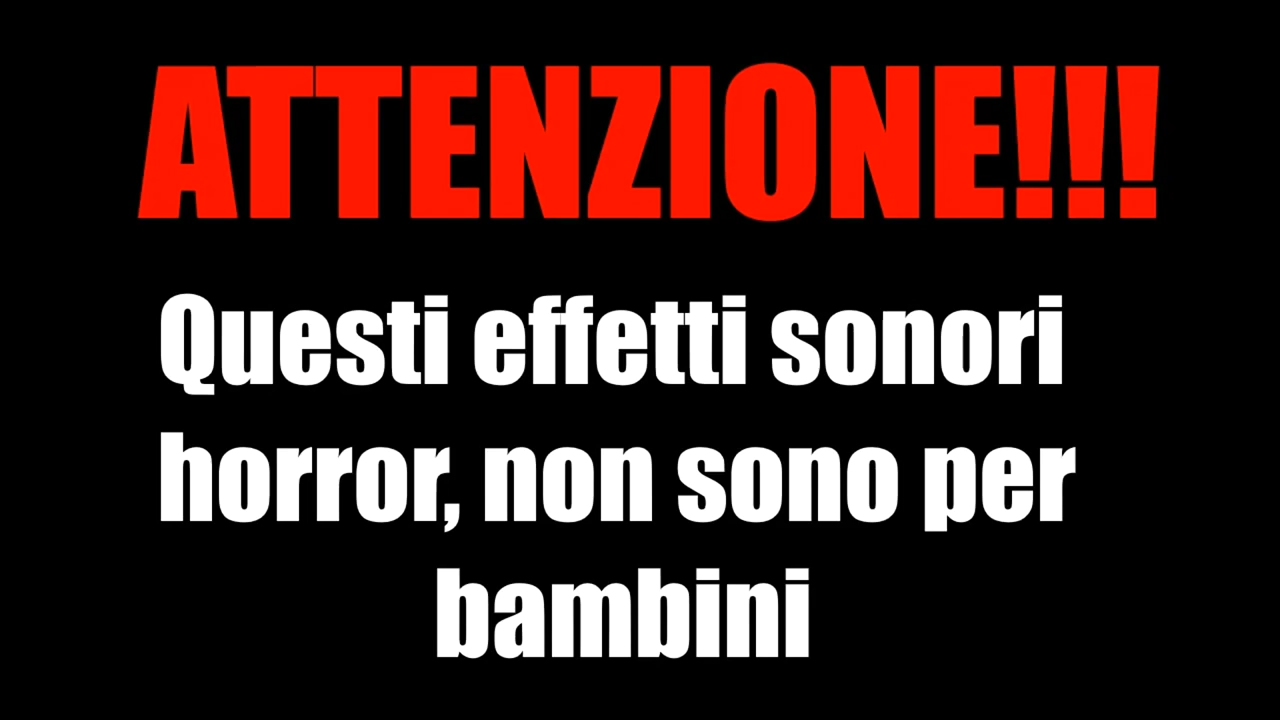 ATTENZIONE!!!
Questi effetti sonori
horror, non sono per
bambini